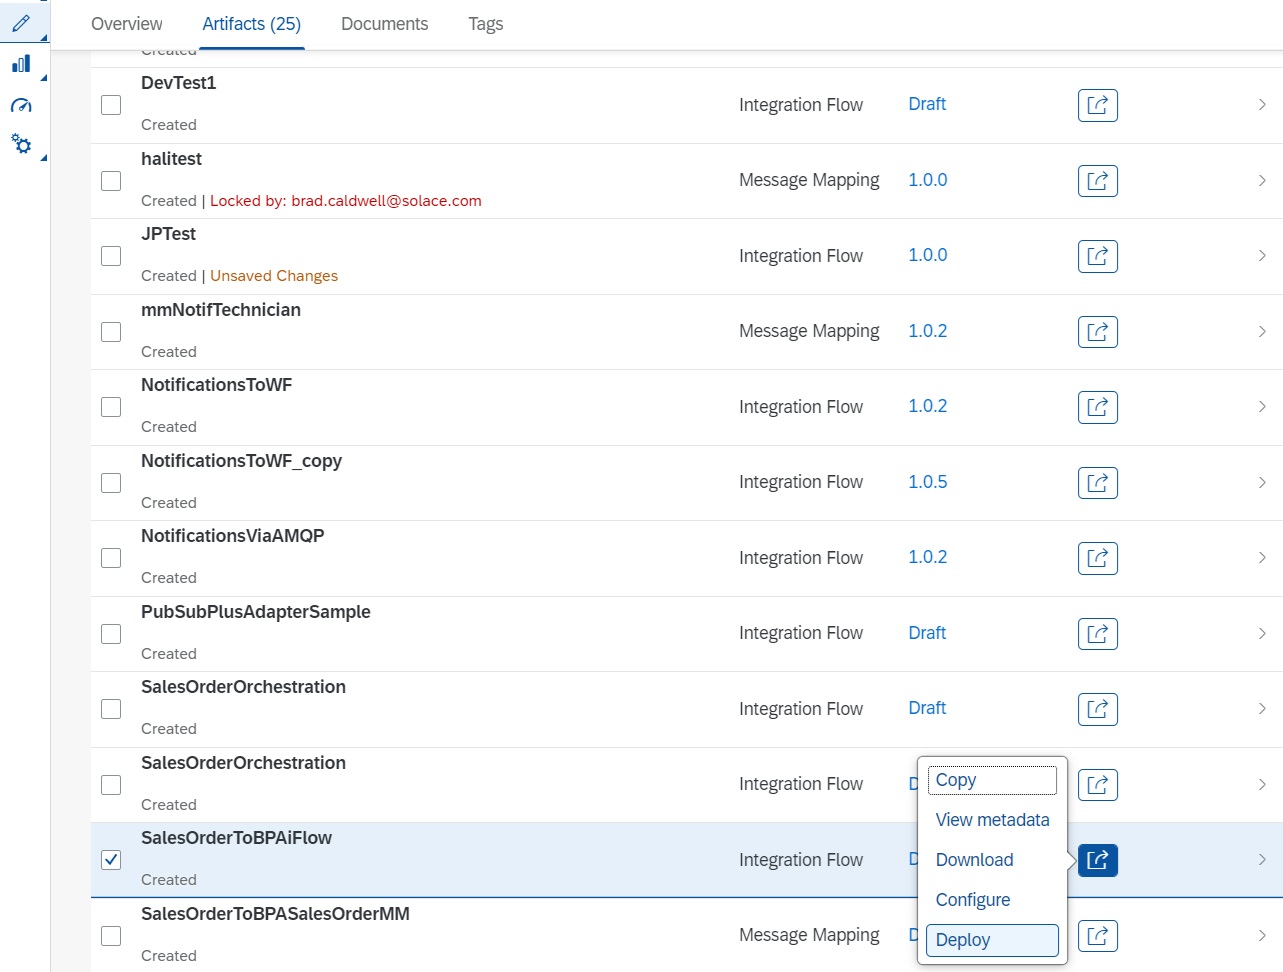 Overview Artifacts (25) Documents Tags
Created
DevTest1
Integration Flow Draft
Created
halitest
Message Mapping 1.0.0
Created | Locked by: brad.caldwell@solace.com
JPTest
Integration Flow 1.0.0
Created | Unsaved Changes
mmNotifTechnician
Message Mapping 1.0.2
Created
NotificationsToWF
Integration Flow 1.0.2
Created
NotificationsToWF_copy
Integration Flow 1.0.5
Created
NotificationsViaAMQP
Integration Flow 1.0.2
Created
PubSubPlusAdapterSample
Integration Flow Draft
Created
SalesOrderOrchestration
Integration Flow Draft
Created
SalesOrderOrchestration
Integration Flow D
Created
SalesOrderToBPAiFlow
Integration Flow D
Created
SalesOrderToBPASalesOrderMM
Message Mapping D
Created
Copy
View metadata
Download
Configure
Deploy